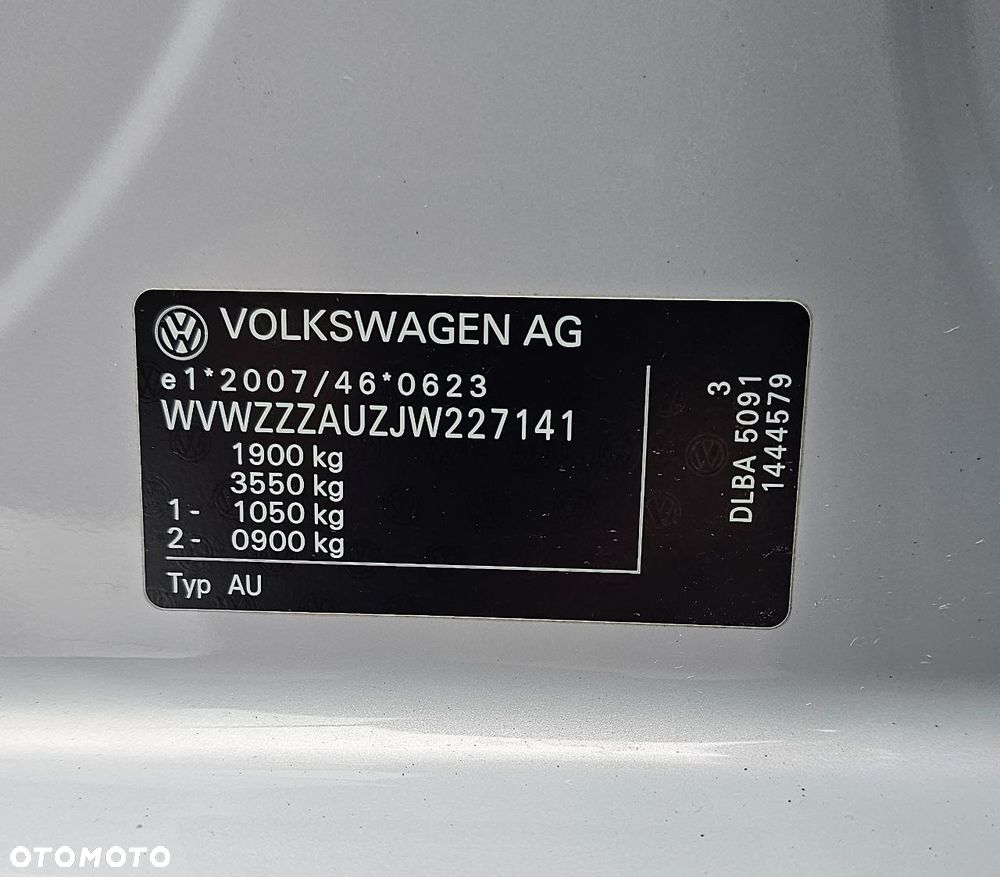 VOLKSWAGEN AG
e1*2007/46*0623
WVWZZZAUZJW227141
1900 kg
3550 kg
1- 1050 kg
2- 0900 kg
Typ AU
3
DLBA 5091
1444579
OTOMOTO